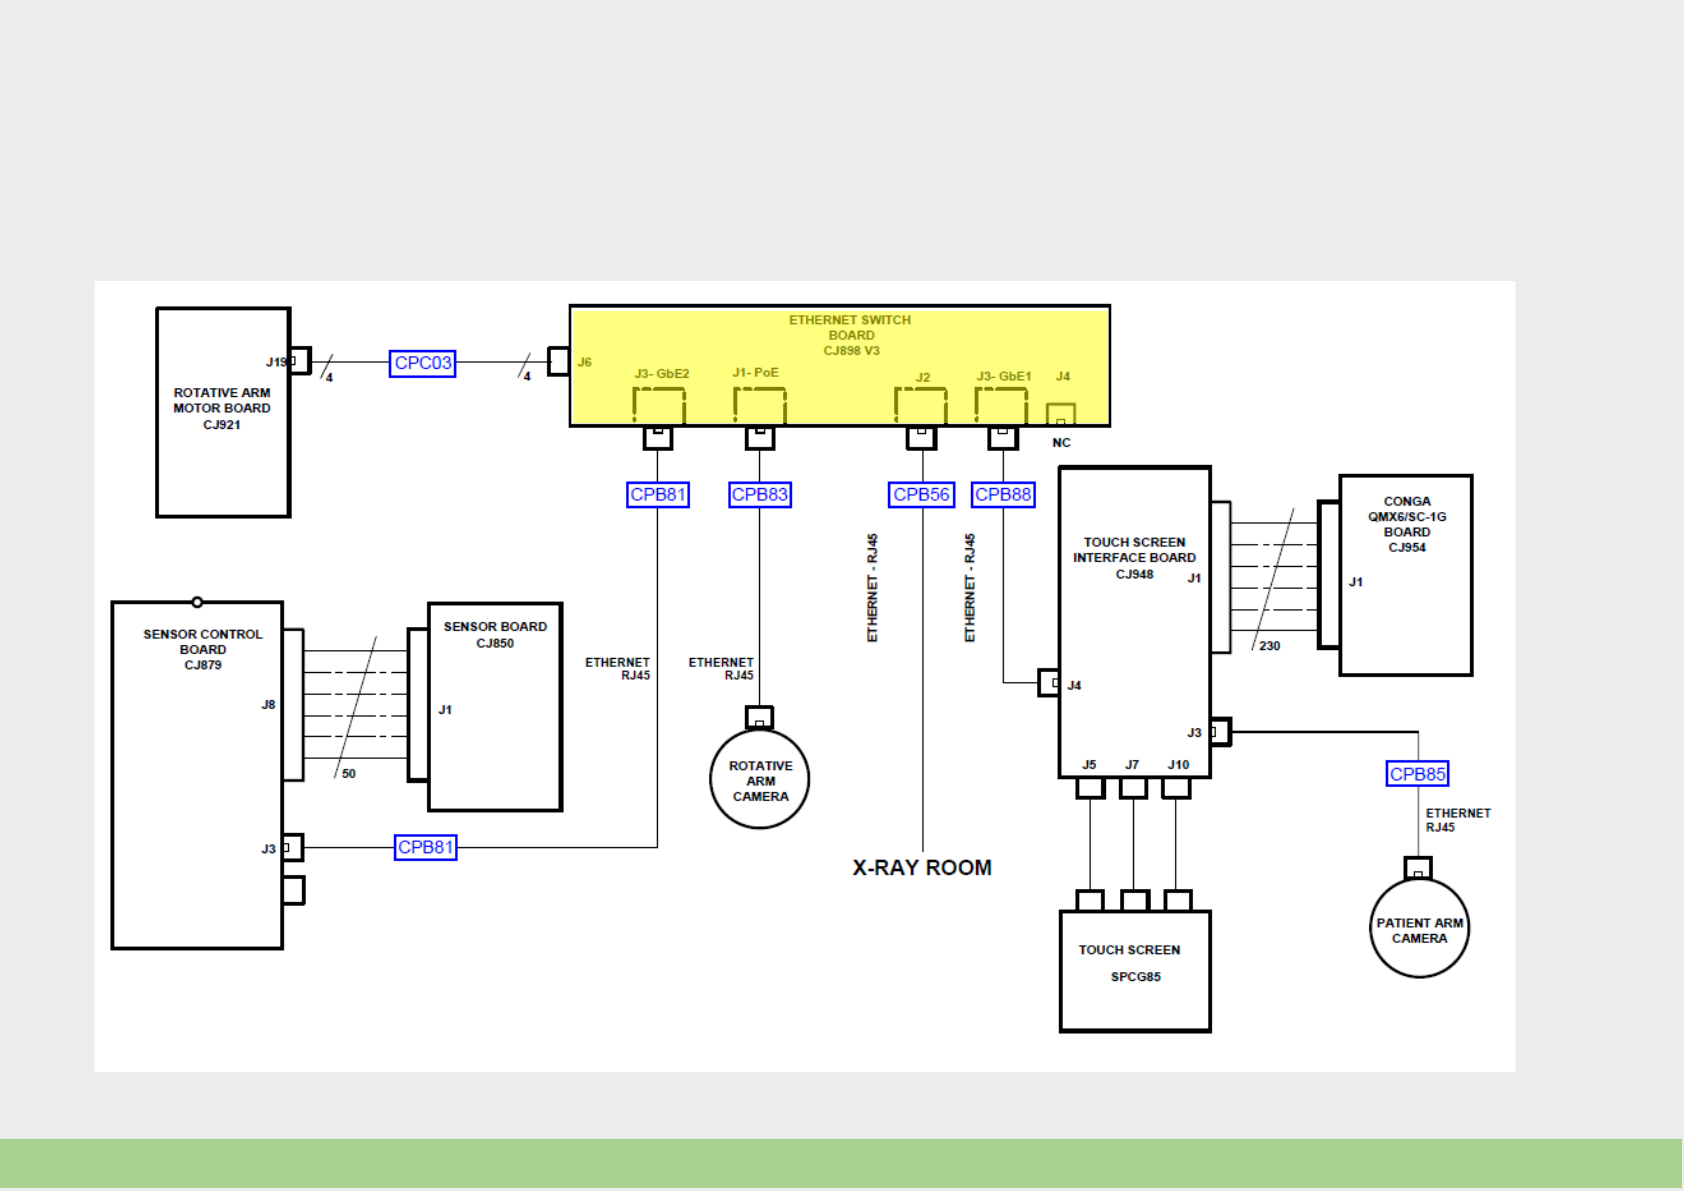 ETHERNET SWITCH
BOARD
CJ898 V3
J19
4
CPC03
4
J6
J3- GbE2
J1- PoE
J2
J3- GbE1
J4
NC
ROTATIVE ARM
MOTOR BOARD
CJ921
CPB81
CPB83
CPB56
CPB88
ETHERNET - RJ45
ETHERNET - RJ45
TOUCH SCREEN
INTERFACE BOARD
CJ948
J1
230
CONGA
QMX6/SC-1G
BOARD
CJ954
J1
SENSOR CONTROL
BOARD
CJ879
J8
50
SENSOR BOARD
CJ850
J1
ETHERNET
RJ45
ETHERNET
RJ45
J4
J3
J5
J7
J10
ROTATIVE
ARM
CAMERA
CPB85
ETHERNET
RJ45
J3
CPB81
X-RAY ROOM
PATIENT ARM
CAMERA
TOUCH SCREEN
SPCG85